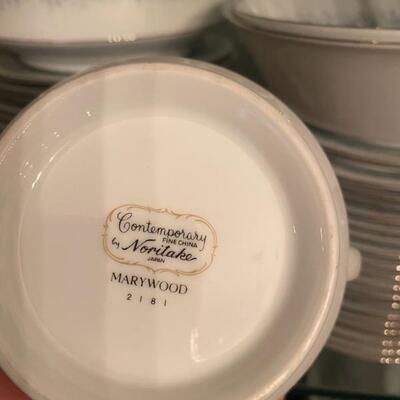 Contemporary
FINE CHINA
by Noritake
JAPAN
MARYWOOD
2181